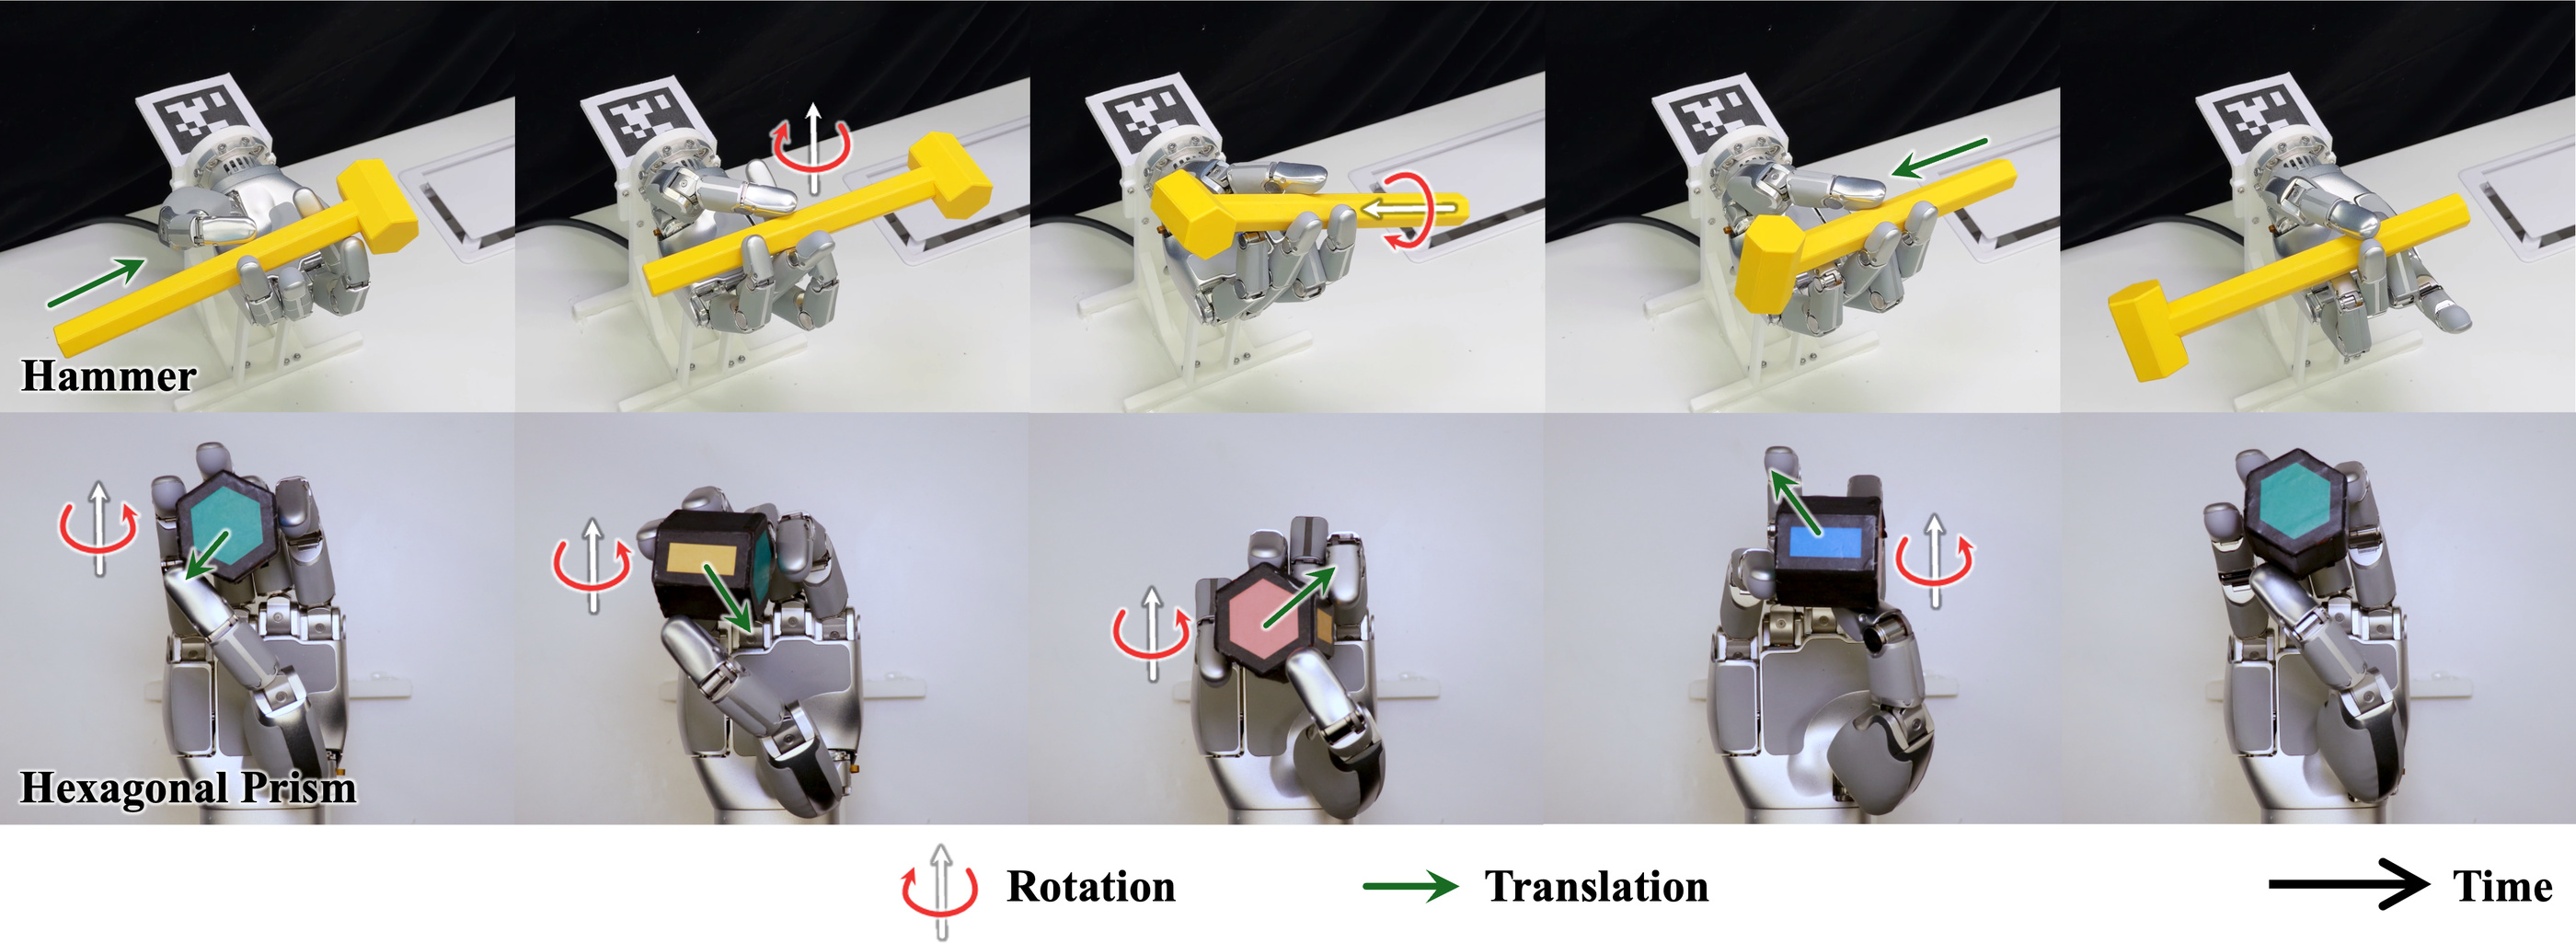 Hammer
Hexagonal Prism
Rotation
Translation
Time